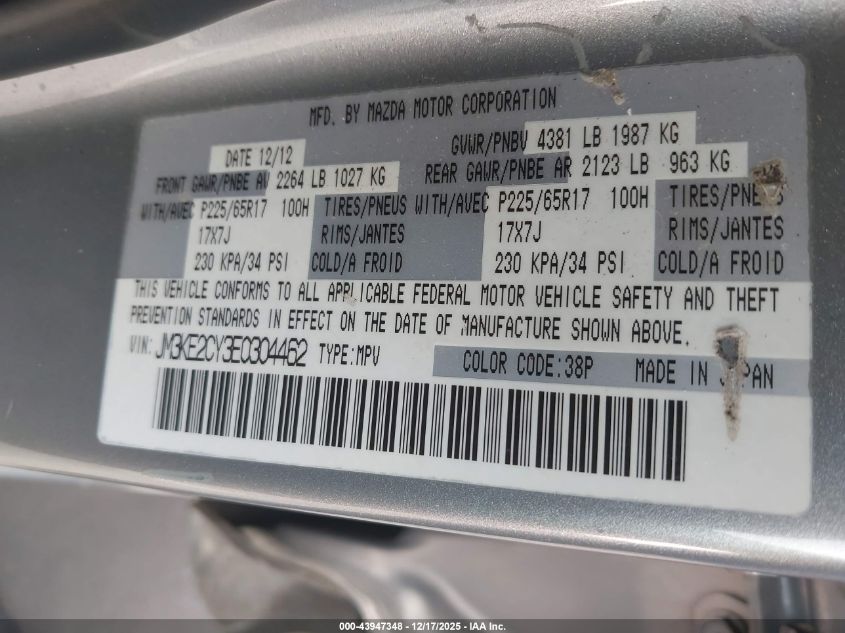 MFD. BY MAZDA MOTOR CORPORATION
DATE 12/12 GVWR/PNBV 4381 LB 1987 KG
FRONT GAWR/PNBE AV 2264 LB 1027 KG REAR GAWR/PNBE AR 2123 LB 963 KG
WITH/AVEC P225/65R17 100H TIRES/PNEUS WITH/AVEC P225/65R17 100H TIRES/PNEUS
17X7J RIMS/JANTES 17X7J RIMS/JANTES
230 KPA/34 PSI COLD/A FROID 230 KPA/34 PSI COLD/A FROID
THIS VEHICLE CONFORMS TO ALL APPLICABLE FEDERAL MOTOR VEHICLE SAFETY AND THEFT
PREVENTION STANDARDS IN EFFECT ON THE DATE OF MANUFACTURE SHOWN ABOVE.
VIN: JM3KE2CY3E0304462 TYPE:MPV COLOR CODE:38P MADE IN JAPAN
000-43947348 - 12/17/2025 - IAA Inc.